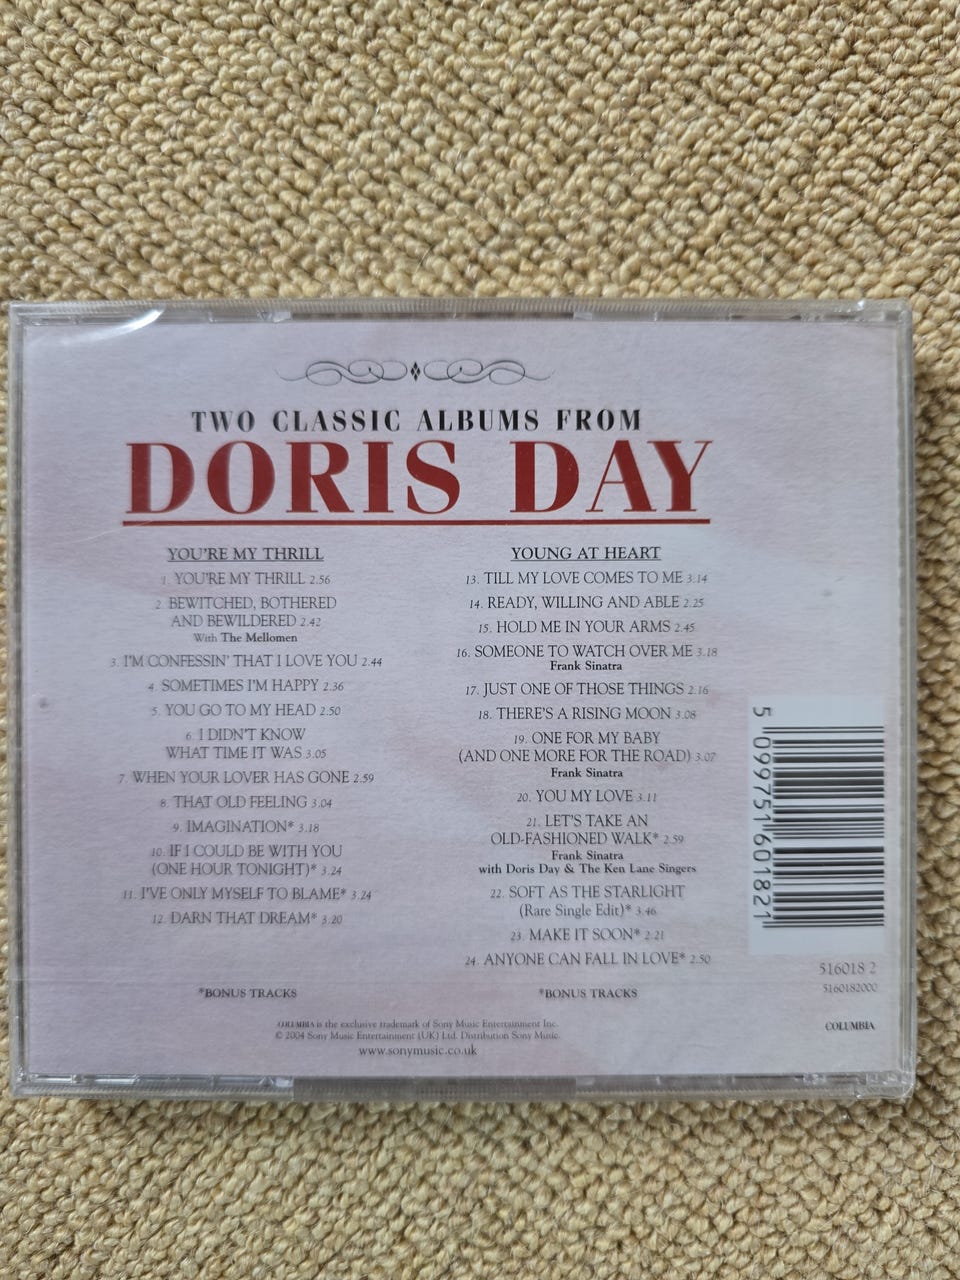 TWO CLASSIC ALBUMS FROM
DORIS DAY
YOU'RE MY THRILL
1. YOU'RE MY THRILL 2.56
2. BEWITCHED, BOTHERED
AND BEWILDERED 2.42
With The Mellomen
3. I'M CONFESSIN' THAT I LOVE YOU 2.44
4. SOMETIMES I'M HAPPY 2.36
5. YOU GO TO MY HEAD 2.50
6. I DIDN'T KNOW
WHAT TIME IT WAS 3.05
7. WHEN YOUR LOVER HAS GONE 2.59
8. THAT OLD FEELING 3.04
9. IMAGINATION* 3.18
10. IF I COULD BE WITH YOU
(ONE HOUR TONIGHT)* 3.24
11. I'VE ONLY MYSELF TO BLAME* 3.24
12. DARN THAT DREAM* 3.20
*BONUS TRACKS
YOUNG AT HEART
13. TILL MY LOVE COMES TO ME 3.14
14. READY, WILLING AND ABLE 2.25
15. HOLD ME IN YOUR ARMS 2.45
16. SOMEONE TO WATCH OVER ME 3.18
Frank Sinatra
17. JUST ONE OF THOSE THINGS 2.16
18. THERE'S A RISING MOON 3.08
19. ONE FOR MY BABY
(AND ONE MORE FOR THE ROAD) 3.07
Frank Sinatra
20. YOU MY LOVE 3.11
21. LET'S TAKE AN
OLD-FASHIONED WALK* 2.59
Frank Sinatra
with Doris Day & The Ken Lane Singers
22. SOFT AS THE STARLIGHT
(Rare Single Edit)* 3.46
23. MAKE IT SOON* 2.21
24. ANYONE CAN FALL IN LOVE* 2.50
*BONUS TRACKS
5 099751 601821
516018 2
5160182000
COLUMBIA
COLUMBIA is the exclusive trademark of Sony Music Entertainment Inc.
© 2004 Sony Music Entertainment (UK) Ltd. Distribution Sony Music.
www.sonymusic.co.uk